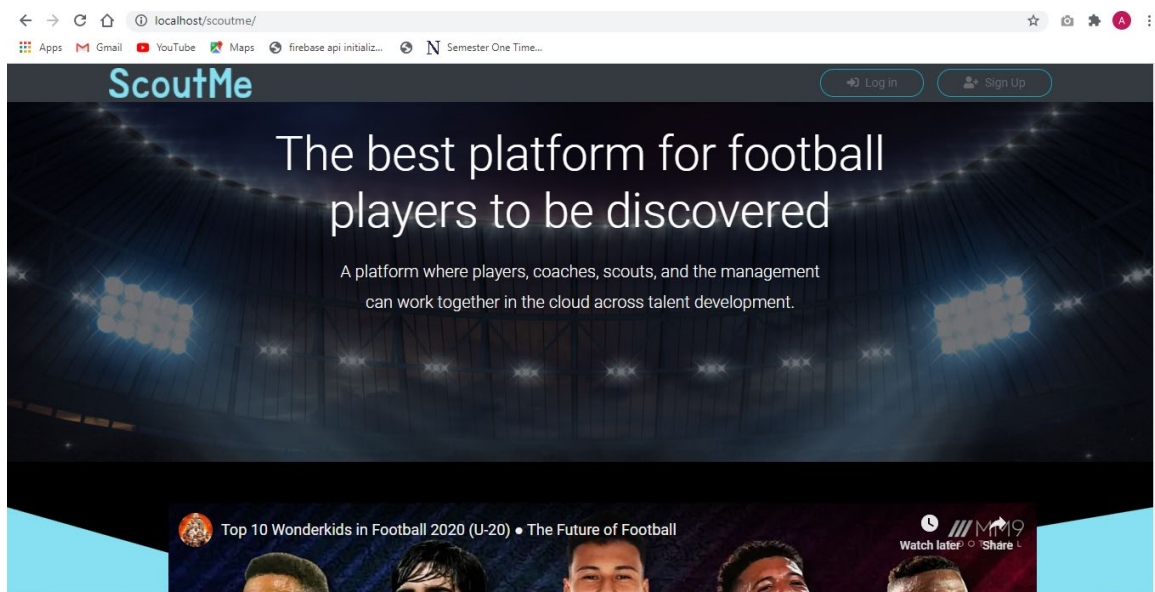 localhost/scoutme/
A
Apps Gmail YouTube Maps firebase api initializ... N Semester One Time...
ScoutMe
Log in
Sign Up
The best platform for football
players to be discovered
A platform where players, coaches, scouts, and the management
can work together in the cloud across talent development.
Top 10 Wonderkids in Football 2020 (U-20) ● The Future of Football
MM9
Watch later
Share